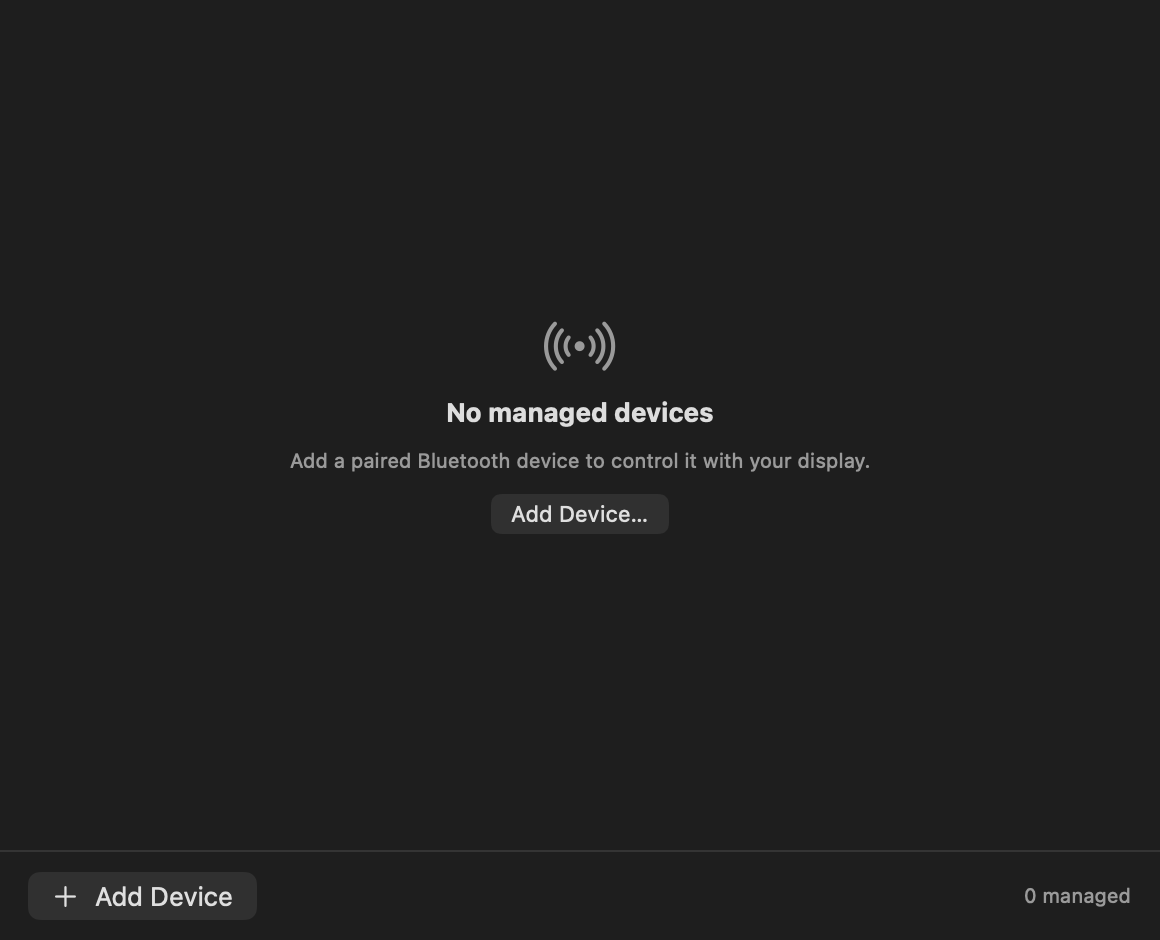 No managed devices
Add a paired Bluetooth device to control it with your display.
Add Device...
+ Add Device
0 managed